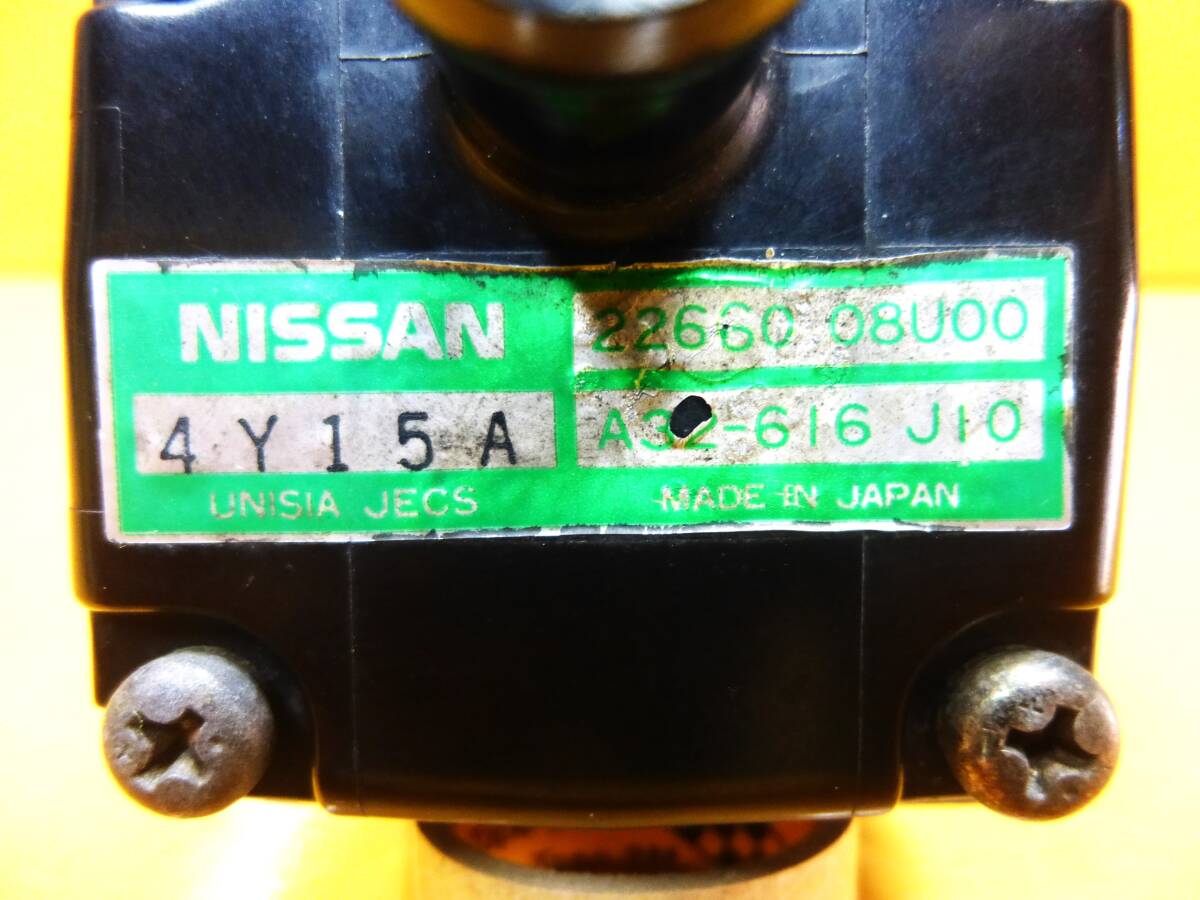 NISSAN
22660 08U00
4Y15A
A32-616 J10
UNISIA JECS
MADE IN JAPAN